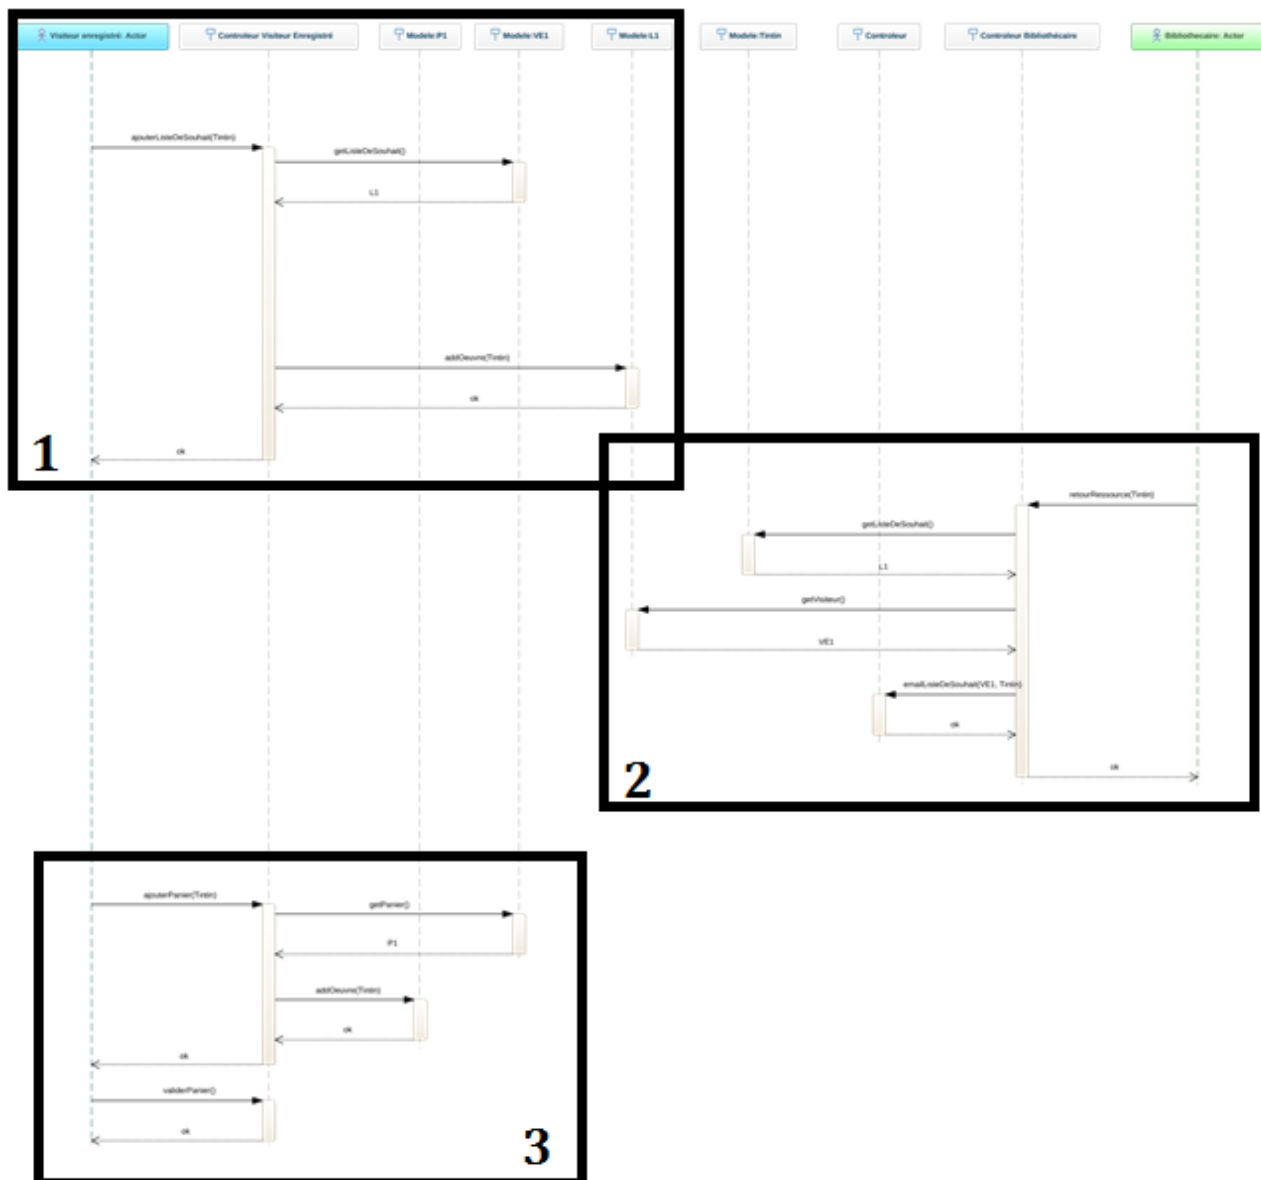 Visiteur enregistré: Actor
Controleur Visiteur Enregistré
Modele:P1
Modele:VE1
Modele:L1
Modele:Tintin
Controleur
Controleur Bibliothécaire
Bibliothecaire: Actor
ajouterListeDeSouhait(Tintin)
getListeDeSouhait()
L1
addOeuvre(Tintin)
ok
ok
1
retourRessource(Tintin)
getListeDeSouhait()
L1
getVisiteur()
VE1
emailListeDeSouhait(VE1, Tintin)
ok
ok
2
ajouterPanier(Tintin)
getPanier()
P1
addOeuvre(Tintin)
ok
ok
validerPanier()
ok
3